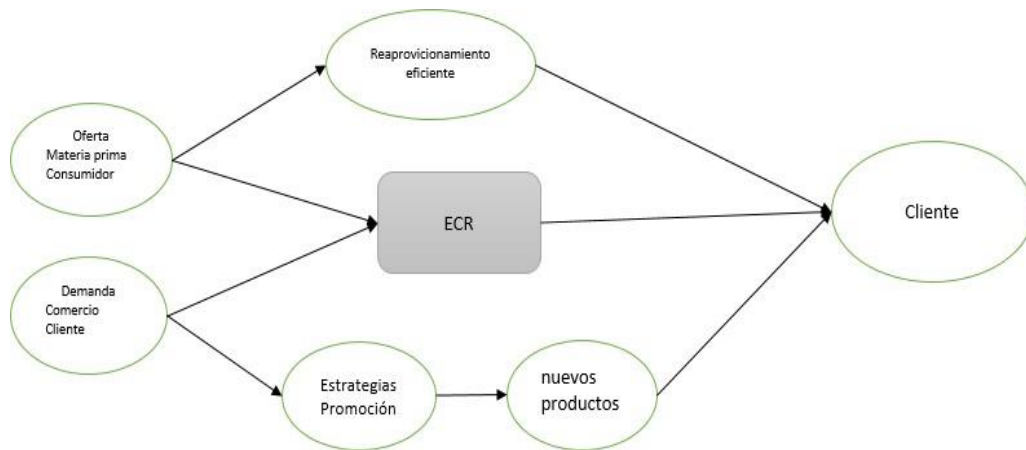 Reaprovicionamiento
eficiente
Oferta
Materia prima
Consumidor
ECR
Cliente
Demanda
Comercio
Cliente
Estrategias
Promoción
nuevos
productos